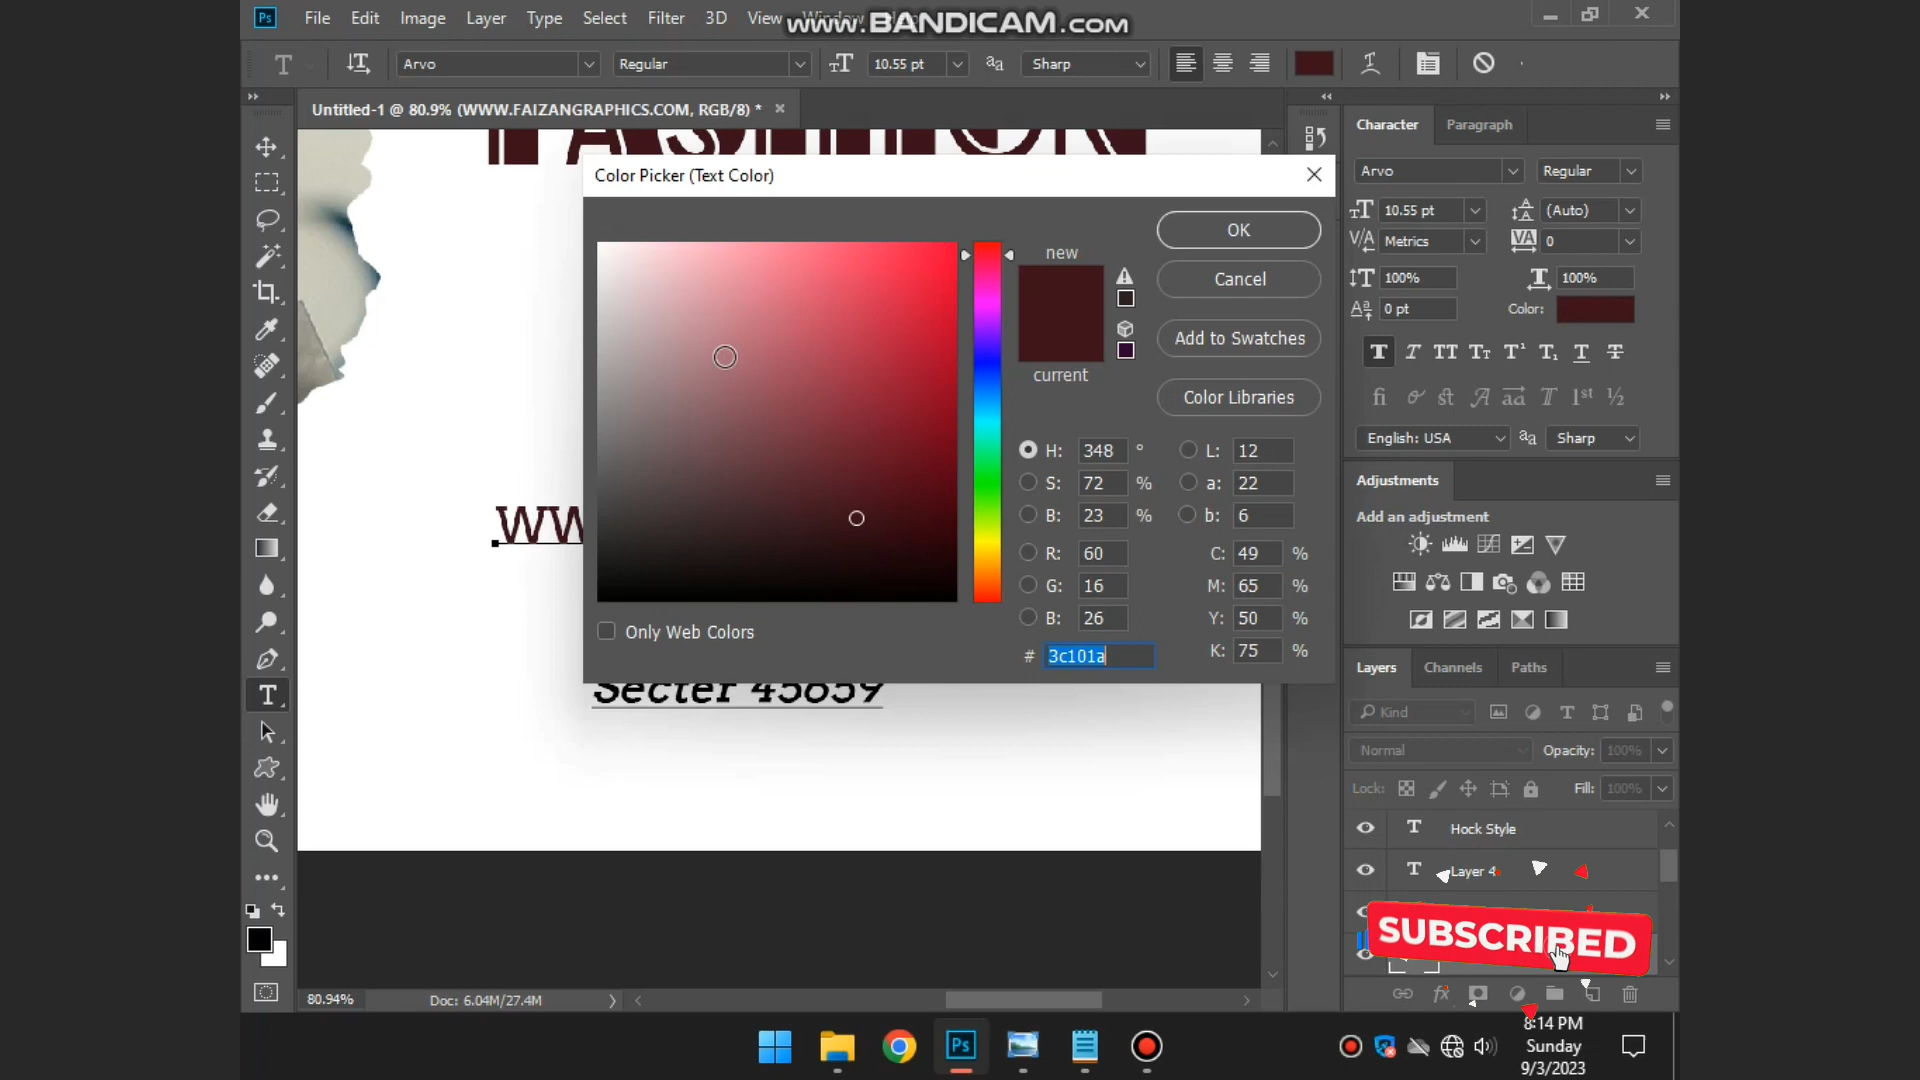 Ps File Edit Image Layer Type Select Filter 3D View Window Help
www.BANDICAM.com
Arvo Regular 10.55 pt Sharp
Untitled-1 @ 80.9% (WWW.FAIZANGRAPHICS.COM, RGB/8) *
FASHION
Color Picker (Text Color)
new
current
OK
Cancel
Add to Swatches
Color Libraries
H: 348 °
S: 72 %
B: 23 %
R: 60
G: 16
B: 26
# 3c101a
L: 12
a: 22
b: 6
C: 49 %
M: 65 %
Y: 50 %
K: 75 %
Only Web Colors
WW
Secter 45659
80.94% Doc: 6.04M/27.4M
Character Paragraph
Arvo Regular
10.55 pt (Auto)
Metrics 0
100% 100%
0 pt Color:
English: USA Sharp
Adjustments
Add an adjustment
Layers Channels Paths
Kind
Normal Opacity: 100%
Lock: Fill: 100%
Hock Style
Layer 4
SUBSCRIBED
Ps
8:14 PM
Sunday
9/3/2023